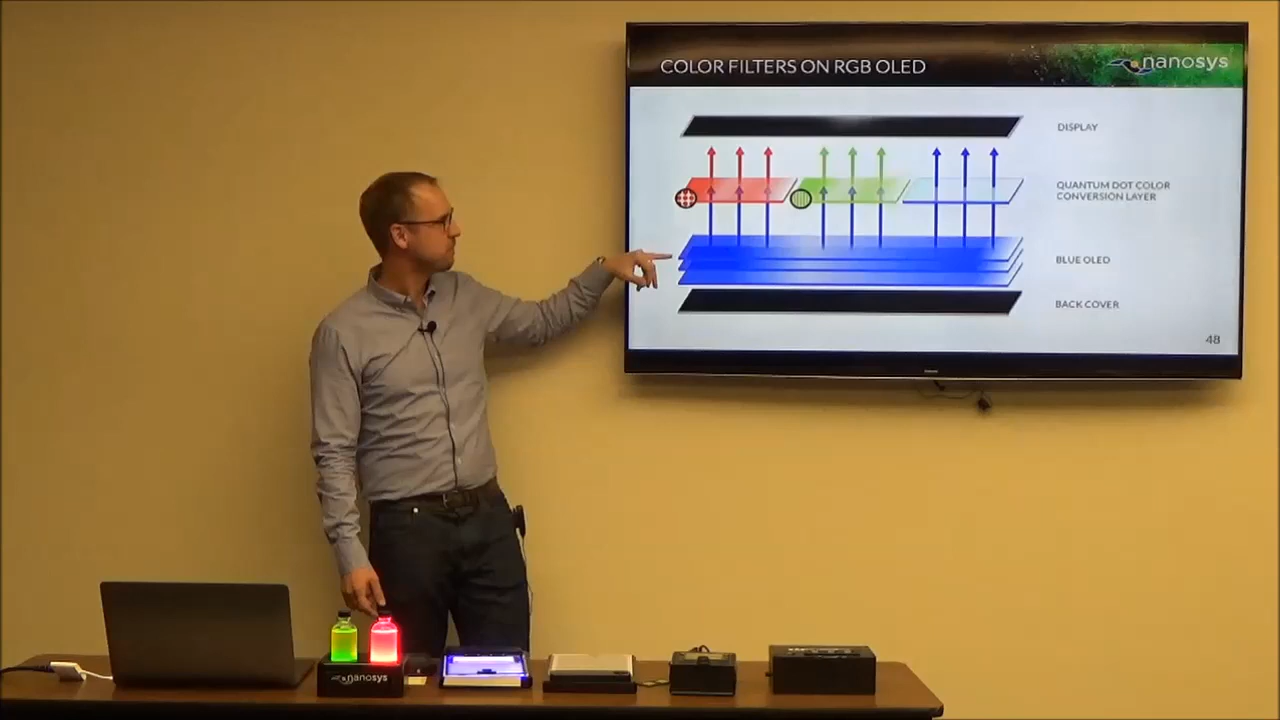 COLOR FILTERS ON RGB OLED
nanosys
DISPLAY
QUANTUM DOT COLOR
CONVERSION LAYER
BLUE OLED
BACK COVER
48
nanosys